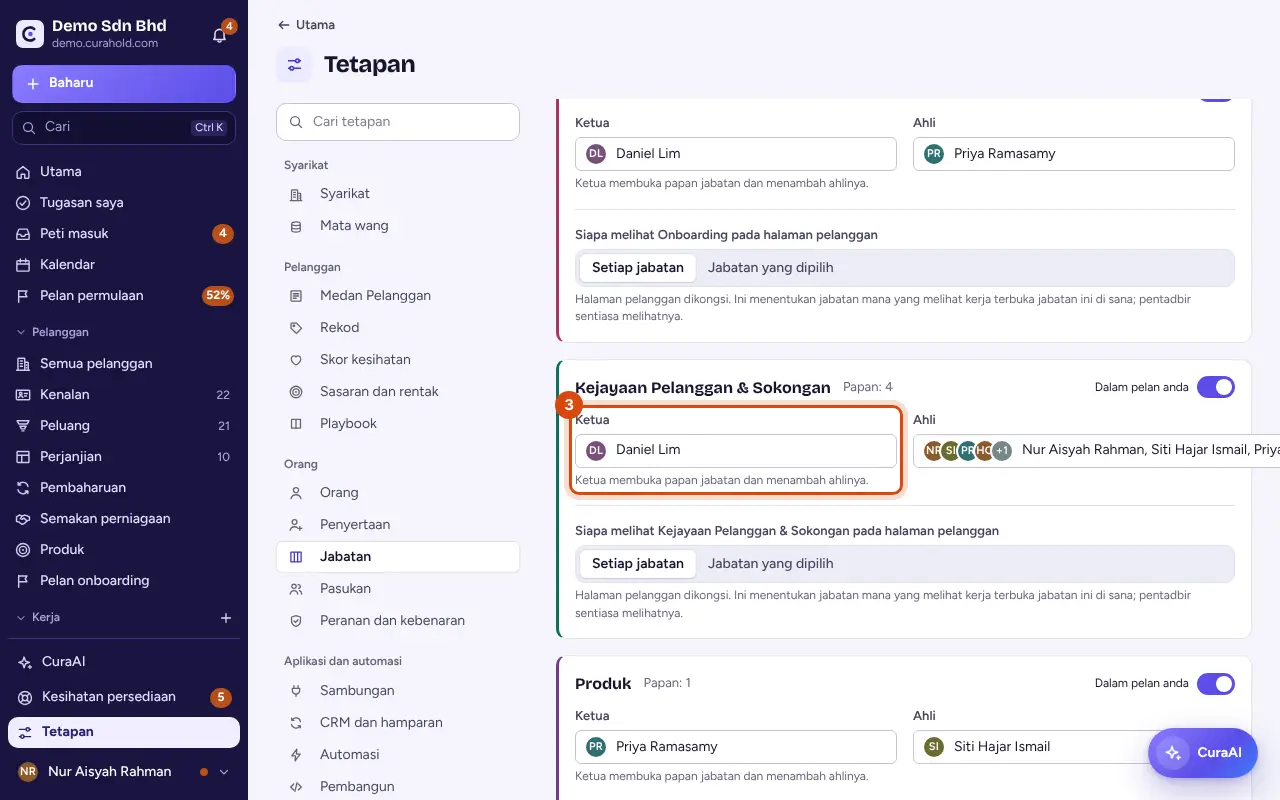 Demo Sdn Bhd
demo.curahold.com
4
Baharu
Cari
Ctrl K
Utama
Tugasan saya
Peti masuk
4
Kalendar
Pelan permulaan
52%
Pelanggan
Semua pelanggan
Kenalan
22
Peluang
21
Perjanjian
10
Pembaharuan
Semakan perniagaan
Produk
Pelan onboarding
Kerja
CuraAI
Kesihatan persediaan
5
Tetapan
NR
Nur Aisyah Rahman
Utama
Tetapan
Cari tetapan
Syarikat
Syarikat
Mata wang
Pelanggan
Medan Pelanggan
Rekod
Skor kesihatan
Sasaran dan rentak
Playbook
Orang
Orang
Penyertaan
Jabatan
Pasukan
Peranan dan kebenaran
Aplikasi dan automasi
Sambungan
CRM dan hamparan
Automasi
Pembangun
Ketua
Ahli
DL
Daniel Lim
PR
Priya Ramasamy
Ketua membuka papan jabatan dan menambah ahlinya.
Siapa melihat Onboarding pada halaman pelanggan
Setiap jabatan
Jabatan yang dipilih
Halaman pelanggan dikongsi. Ini menentukan jabatan mana yang melihat kerja terbuka jabatan ini di sana; pentadbir
sentiasa melihatnya.
Kejayaan Pelanggan & Sokongan
Papan: 4
Dalam pelan anda
3
Ketua
Ahli
DL
Daniel Lim
NR
SI
PR
HO
+1
Nur Aisyah Rahman, Siti Hajar Ismail, Priya
Ketua membuka papan jabatan dan menambah ahlinya.
Siapa melihat Kejayaan Pelanggan & Sokongan pada halaman pelanggan
Setiap jabatan
Jabatan yang dipilih
Halaman pelanggan dikongsi. Ini menentukan jabatan mana yang melihat kerja terbuka jabatan ini di sana; pentadbir
sentiasa melihatnya.
Produk
Papan: 1
Dalam pelan anda
Ketua
Ahli
PR
Priya Ramasamy
SI
Siti Hajar Ismail
Ketua membuka papan jabatan dan menambah ahlinya.
CuraAI